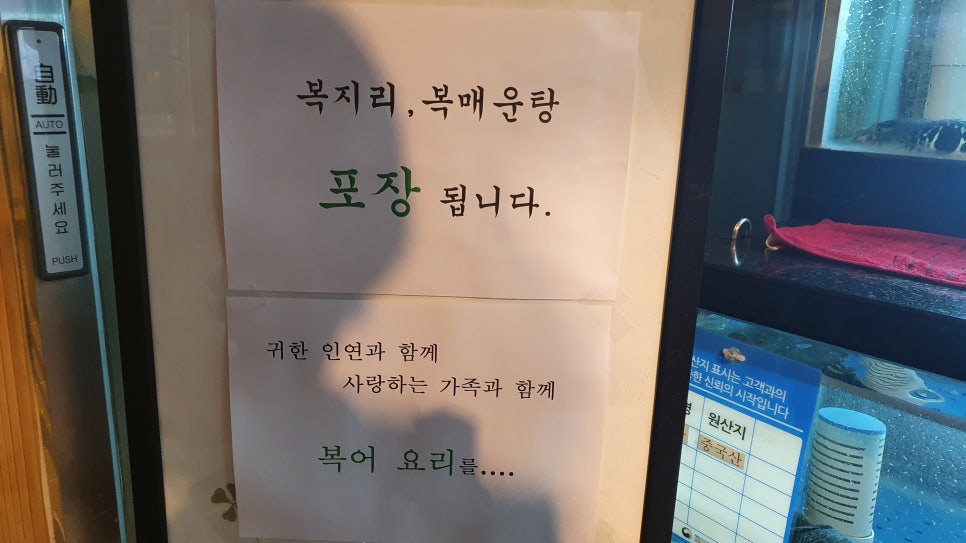 自動
AUTO
눌러주세요
PUSH
복지리, 복매운탕
포장 됩니다.
귀한 인연과 함께
사랑하는 가족과 함께
복어 요리를....
산지 표시는 고객과의
한 신뢰의 시작입니다
명 원산지
중국산